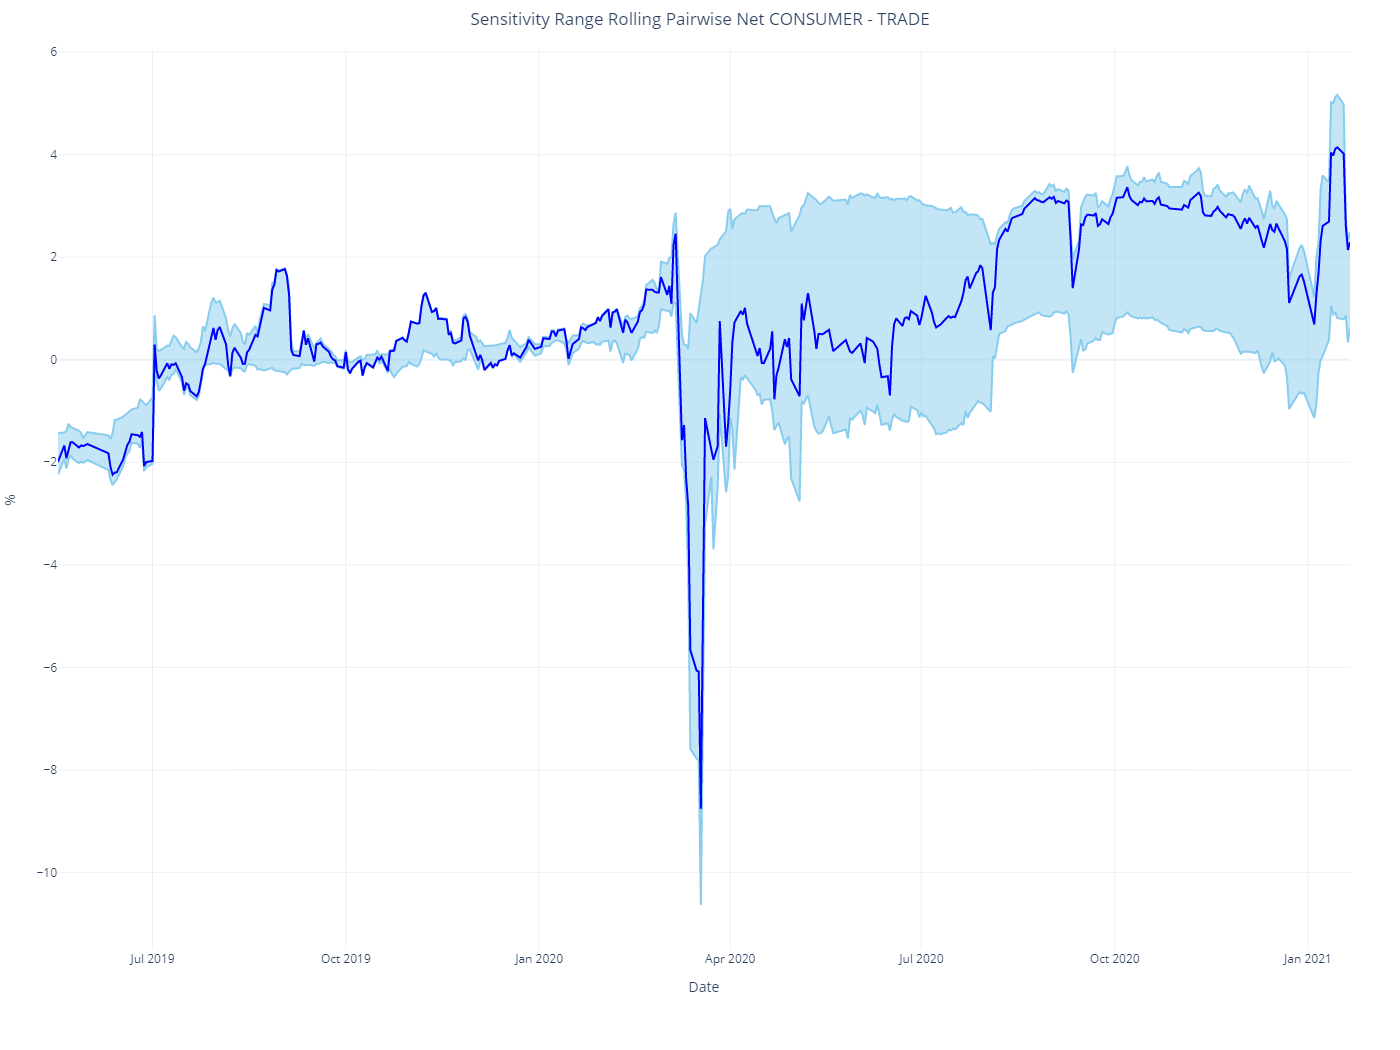 Sensitivity Range Rolling Pairwise Net CONSUMER - TRADE
6
4
2
0
−2
%
−4
−6
−8
−10
Jul 2019
Oct 2019
Jan 2020
Apr 2020
Jul 2020
Oct 2020
Jan 2021
Date